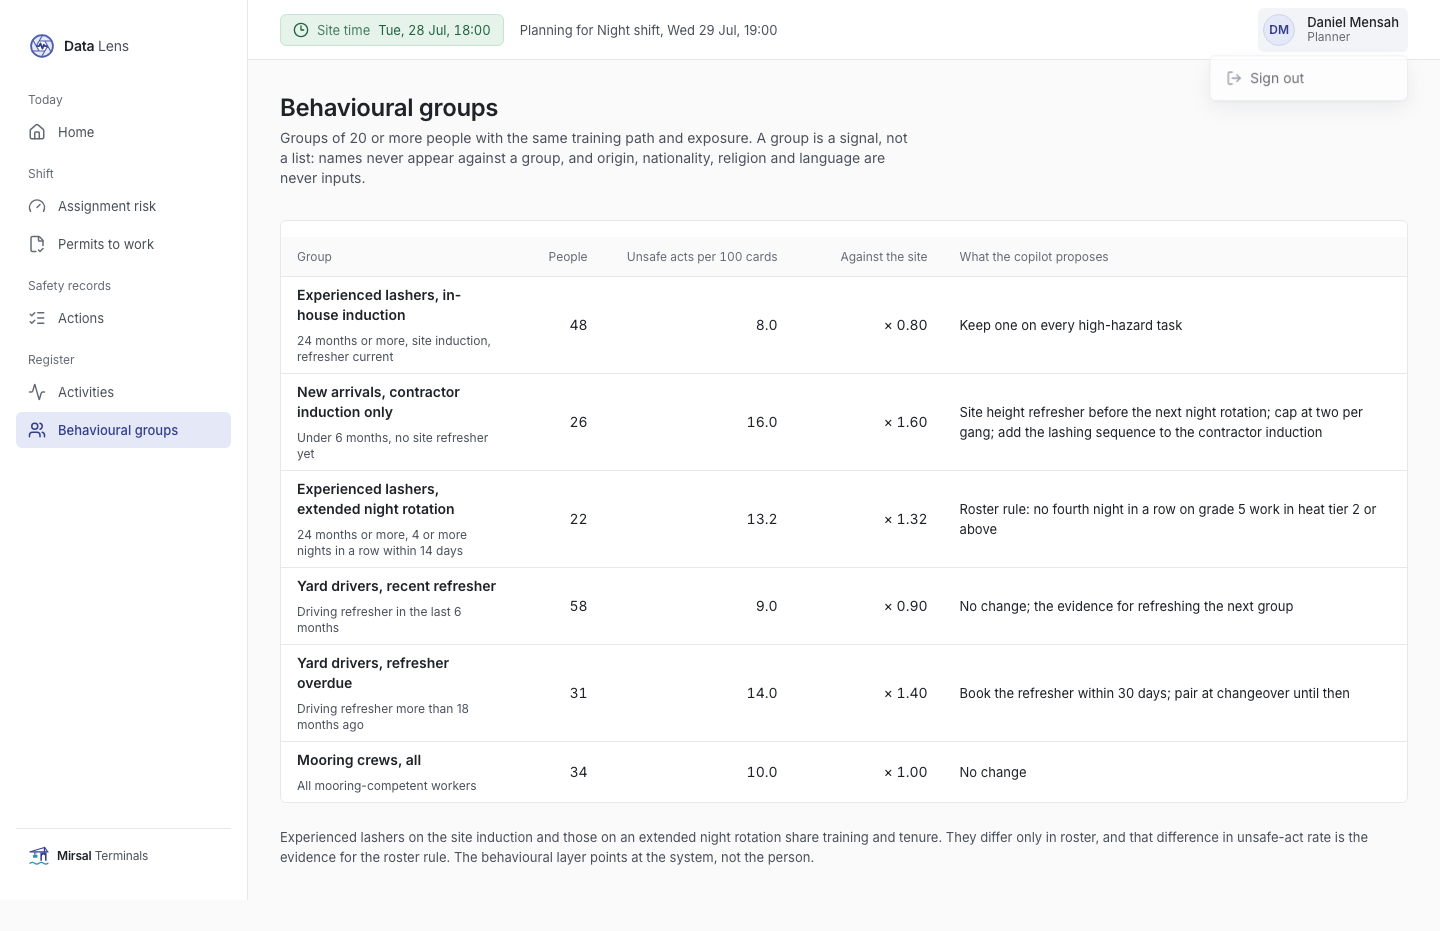 Data Lens
Today
Home
Shift
Assignment risk
Permits to work
Safety records
Actions
Register
Activities
Behavioural groups
Mirsal Terminals
Site time Tue, 28 Jul, 18:00
Planning for Night shift, Wed 29 Jul, 19:00
DM
Daniel Mensah
Planner
Sign out
Behavioural groups
Groups of 20 or more people with the same training path and exposure. A group is a signal, not
a list: names never appear against a group, and origin, nationality, religion and language are
never inputs.
Group People Unsafe acts per 100 cards Against the site What the copilot proposes
Experienced lashers, in-
house induction
24 months or more, site induction,
refresher current
48 8.0 × 0.80 Keep one on every high-hazard task
New arrivals, contractor
induction only
Under 6 months, no site refresher
yet
26 16.0 × 1.60 Site height refresher before the next night rotation; cap at two per
gang; add the lashing sequence to the contractor induction
Experienced lashers,
extended night rotation
24 months or more, 4 or more
nights in a row within 14 days
22 13.2 × 1.32 Roster rule: no fourth night in a row on grade 5 work in heat tier 2 or
above
Yard drivers, recent refresher
Driving refresher in the last 6
months
58 9.0 × 0.90 No change; the evidence for refreshing the next group
Yard drivers, refresher
overdue
Driving refresher more than 18
months ago
31 14.0 × 1.40 Book the refresher within 30 days; pair at changeover until then
Mooring crews, all
All mooring-competent workers
34 10.0 × 1.00 No change
Experienced lashers on the site induction and those on an extended night rotation share training and tenure. They differ only in roster, and that difference in unsafe-act rate is the
evidence for the roster rule. The behavioural layer points at the system, not the person.